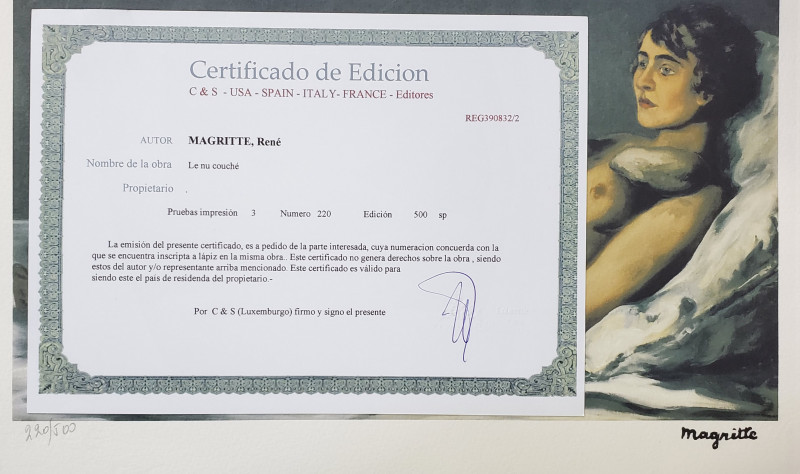 Certificado de Edicion
C & S - USA - SPAIN - ITALY- FRANCE - Editores
REG390832/2
AUTOR MAGRITTE, René
Nombre de la obra Le nu couché
Propietario .
Pruebas impresión 3 Numero 220 Edición 500 sp
La emisión del presente certificado, es a pedido de la parte interesada, cuya numeracion concuerda con la
que se encuentra inscripta a lápiz en la misma obra.. Este certificado no genera derechos sobre la obra , siendo
estos del autor y/o representante arriba mencionado. Este certificado es válido para
siendo este el país de residenda del propietario.-
Por C & S (Luxemburgo) firmo y signo el presente
220/500
magritte